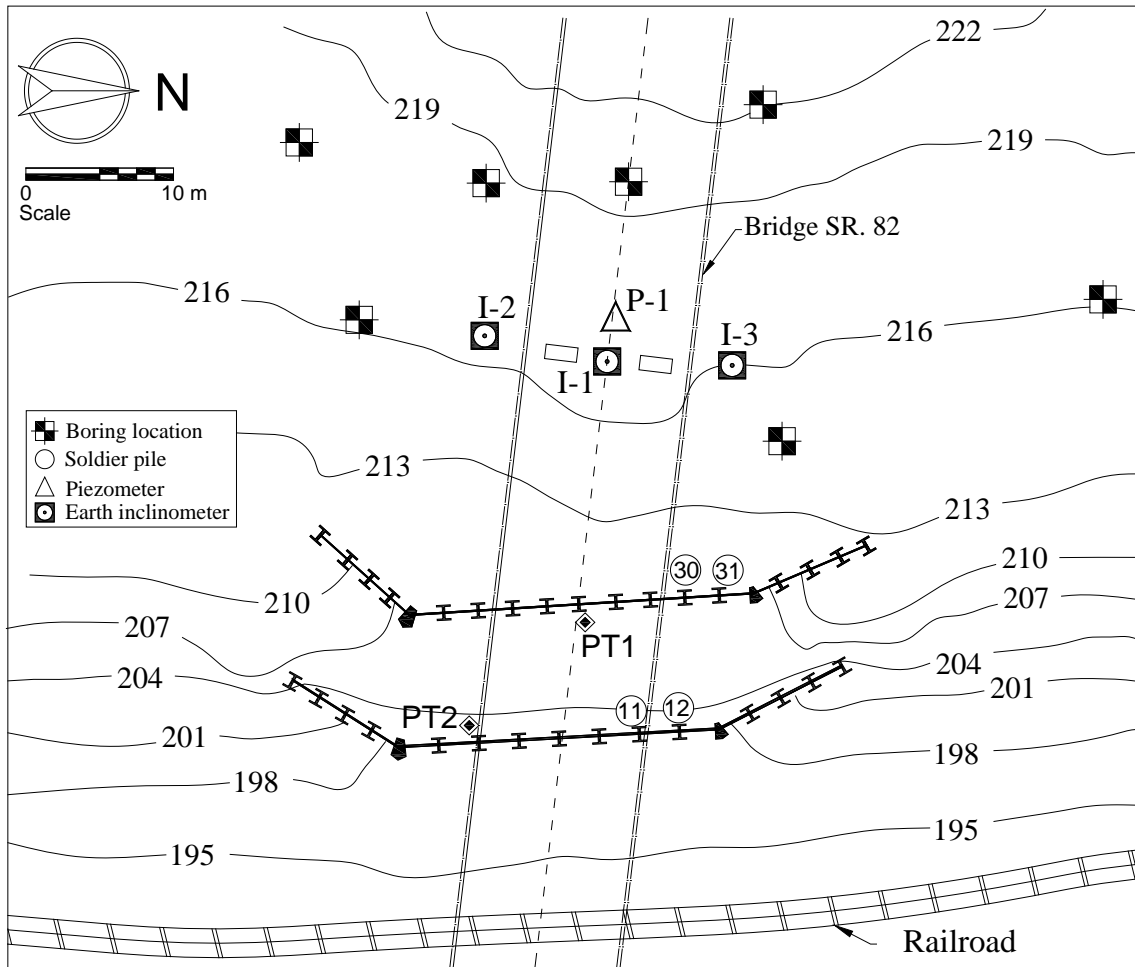 222
N
219
219
0 10 m
Scale
Bridge SR. 82
216
I-2
P-1
I-3
216
I-1
Boring location
Soldier pile
Piezometer
Earth inclinometer
213
213
30
31
210
210
207
207
PT1
204
204
201
PT2
11
12
201
198
198
195
195
Railroad